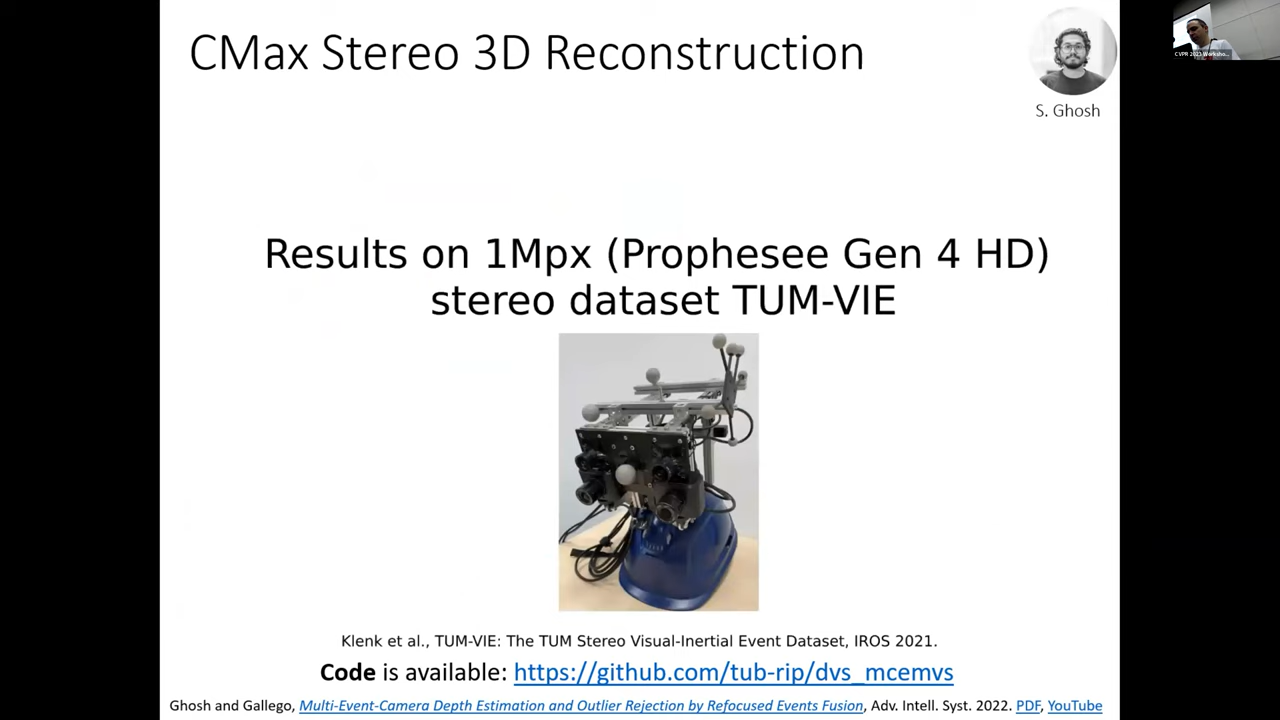 CMax Stereo 3D Reconstruction
S. Ghosh
CVPR 2023 Worksho...
Results on 1Mpx (Prophesee Gen 4 HD)
stereo dataset TUM-VIE
Klenk et al., TUM-VIE: The TUM Stereo Visual-Inertial Event Dataset, IROS 2021.
Code is available: https://github.com/tub-rip/dvs_mcemvs
Ghosh and Gallego, Multi-Event-Camera Depth Estimation and Outlier Rejection by Refocused Events Fusion, Adv. Intell. Syst. 2022. PDF, YouTube